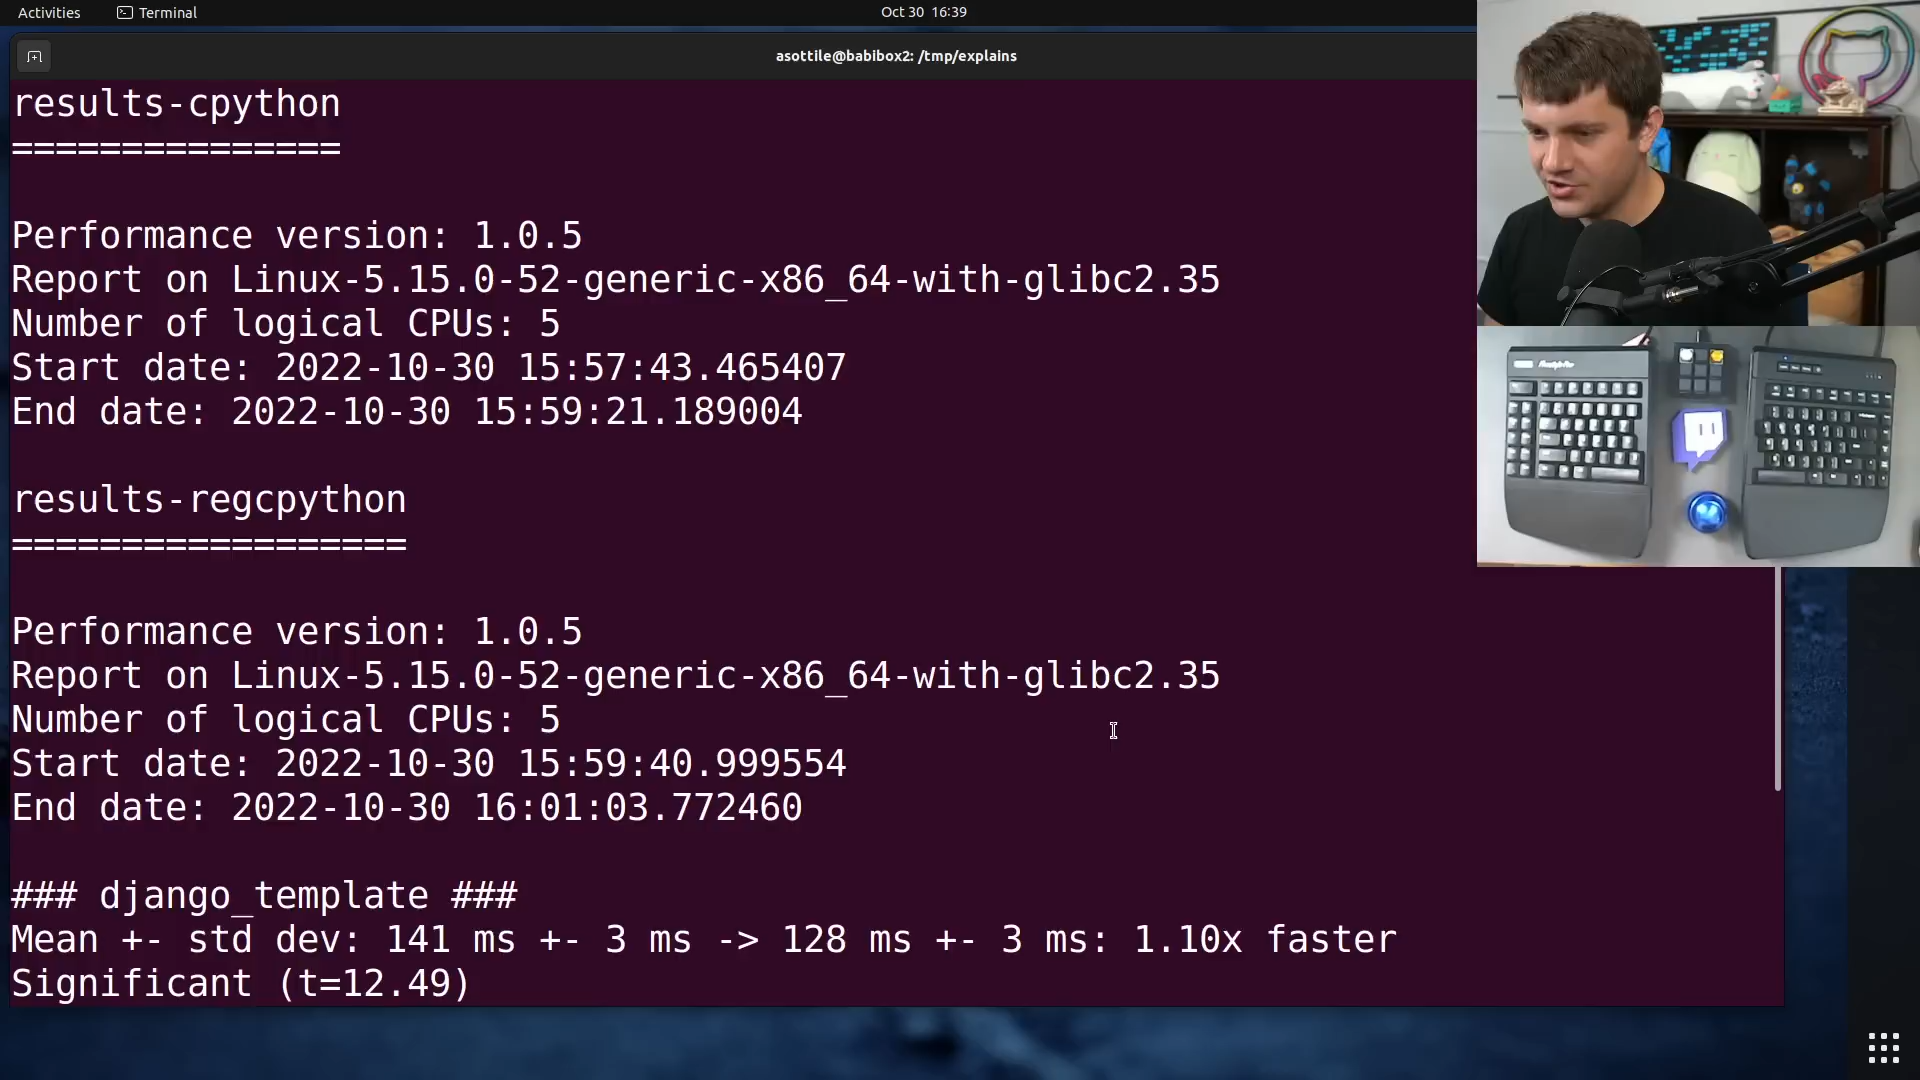 Activities
Terminal
Oct 30 16:39
asottile@babibox2: /tmp/explains
results-cpython
===============
Performance version: 1.0.5
Report on Linux-5.15.0-52-generic-x86_64-with-glibc2.35
Number of logical CPUs: 5
Start date: 2022-10-30 15:57:43.465407
End date: 2022-10-30 15:59:21.189004
results-regcpython
==================
Performance version: 1.0.5
Report on Linux-5.15.0-52-generic-x86_64-with-glibc2.35
Number of logical CPUs: 5
Start date: 2022-10-30 15:59:40.999554
End date: 2022-10-30 16:01:03.772460
### django_template ###
Mean +- std dev: 141 ms +- 3 ms -> 128 ms +- 3 ms: 1.10x faster
Significant (t=12.49)